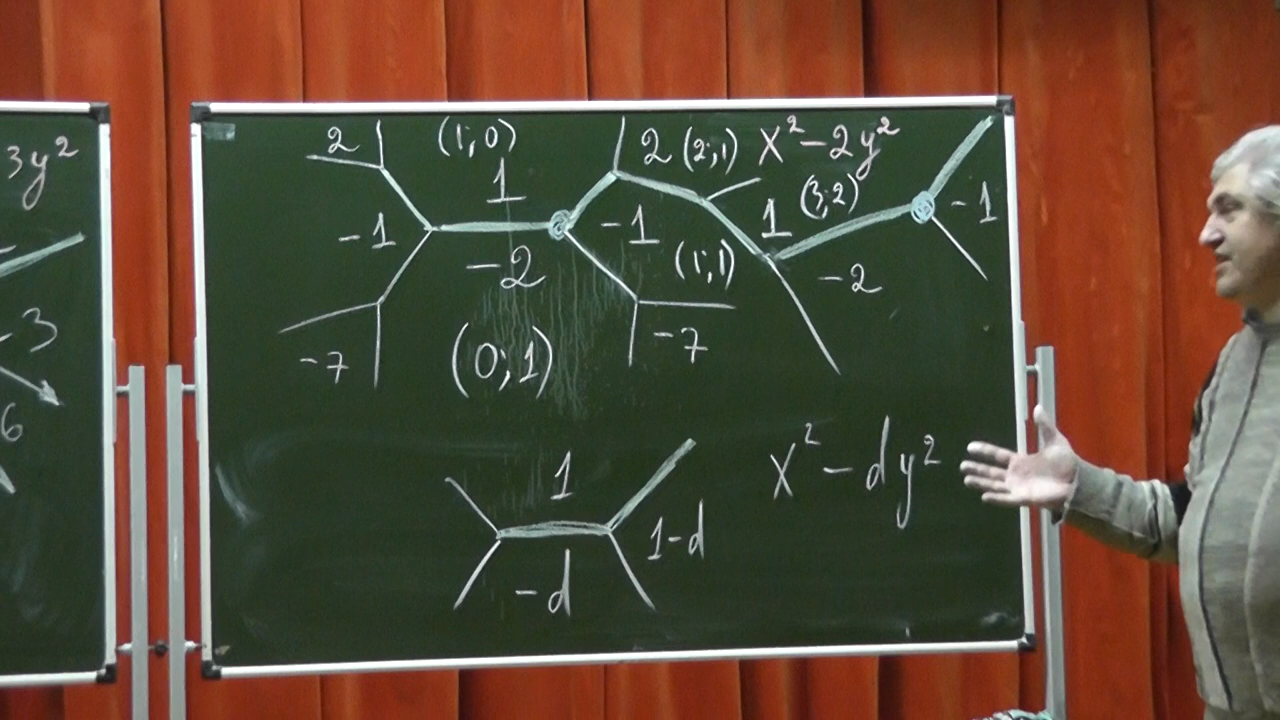 3y²
-3
6
2 (1;0) 2 (2;1) x²-2y²
1 1 (3;2) -1
-1 -1
-2 (1;1) -2
-7 (0;1) -7
1 x²-dy²
1-d
-d